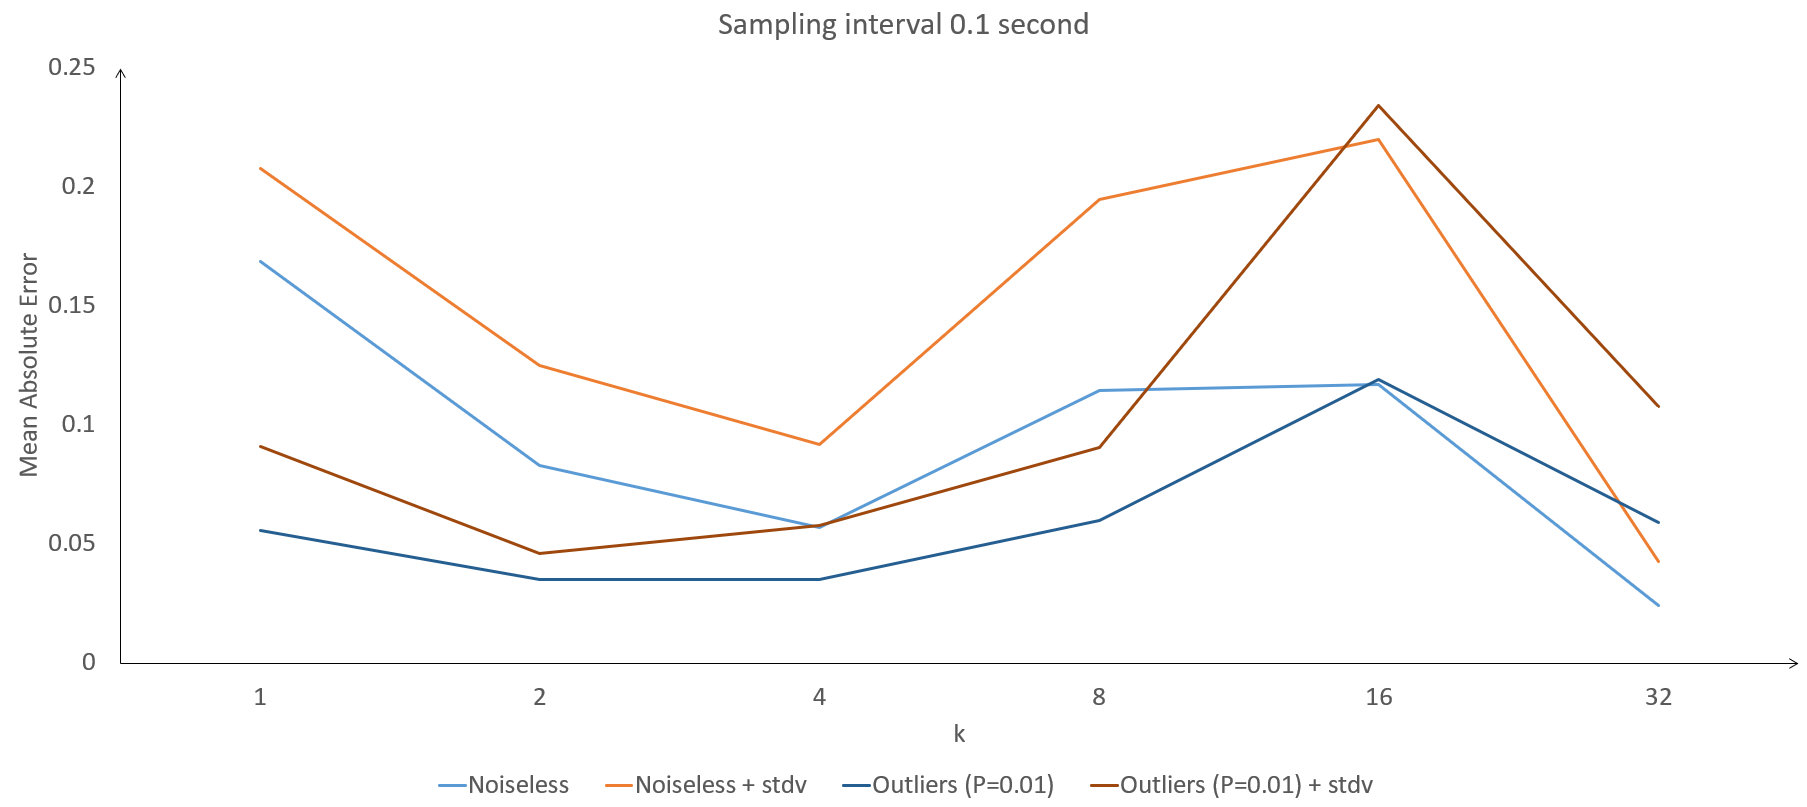 Sampling interval 0.1 second
0.25
0.2
0.15
0.1
0.05
0
Mean Absolute Error
1 2 4 8 16 32
k
Noiseless Noiseless + stdv Outliers (P=0.01) Outliers (P=0.01) + stdv